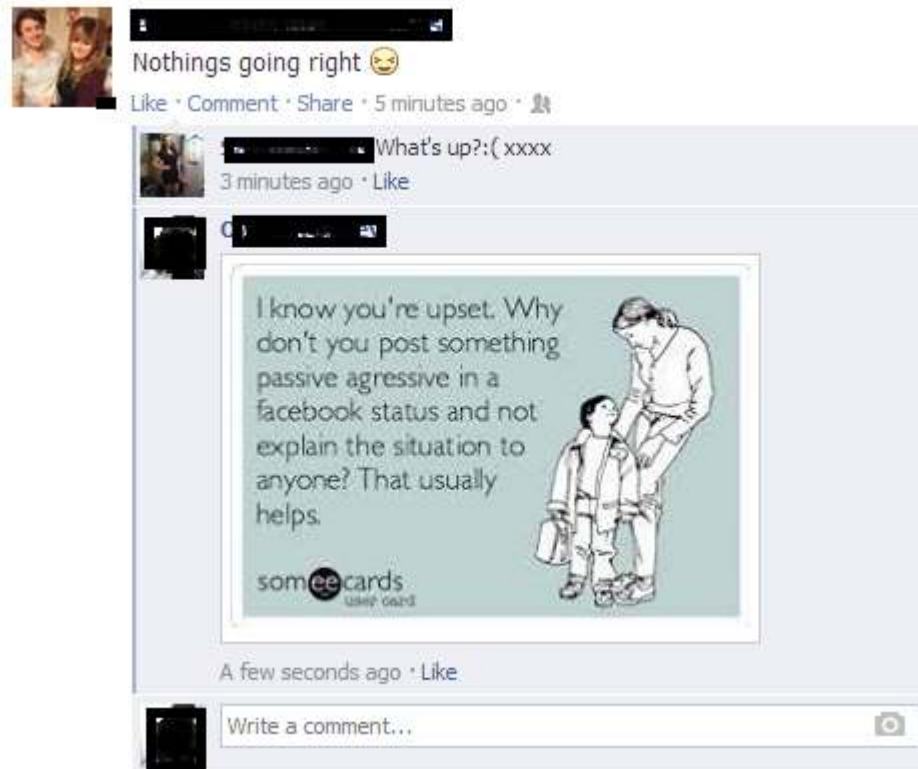 Nothings going right
Like · Comment · Share · 5 minutes ago ·
What's up?:( xxxx
3 minutes ago · Like
I know you're upset. Why
don't you post something
passive agressive in a
facebook status and not
explain the situation to
anyone? That usually
helps.
someecards
user card
A few seconds ago · Like
Write a comment...